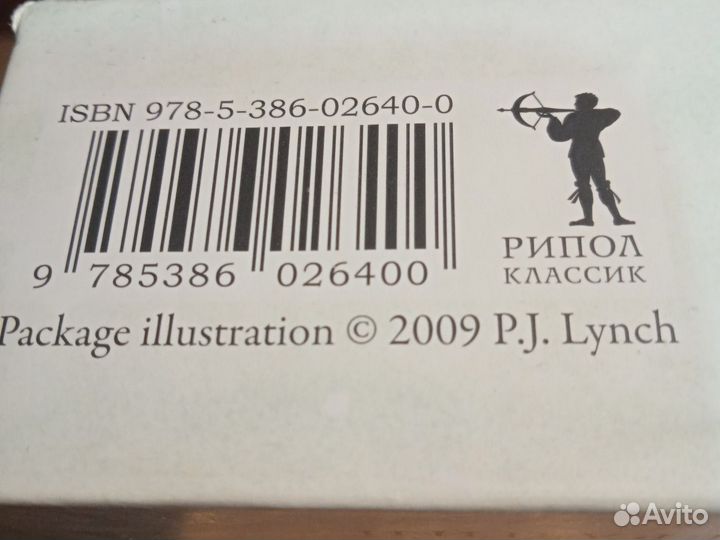 ISBN 978-5-386-02640-0
9 785386 026400
РИПОЛ
КЛАССИК
Package illustration © 2009 P.J. Lynch
Avito